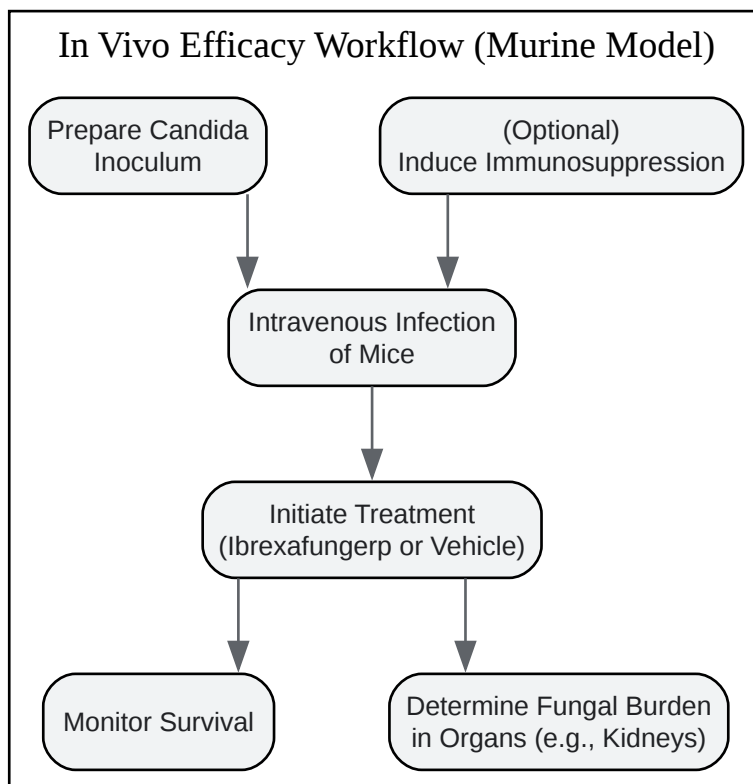 In Vivo Efficacy Workflow (Murine Model)
Prepare Candida
Inoculum
(Optional)
Induce Immunosuppression
Intravenous Infection
of Mice
Initiate Treatment
(Ibrexafungerp or Vehicle)
Monitor Survival
Determine Fungal Burden
in Organs (e.g., Kidneys)